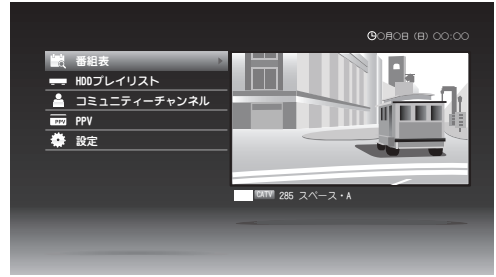 ○月○日 (日) ○○:○○
番組表
HDDプレイリスト
コミュニティーチャンネル
PPV PPV
設定
CATV 285 スペース・A